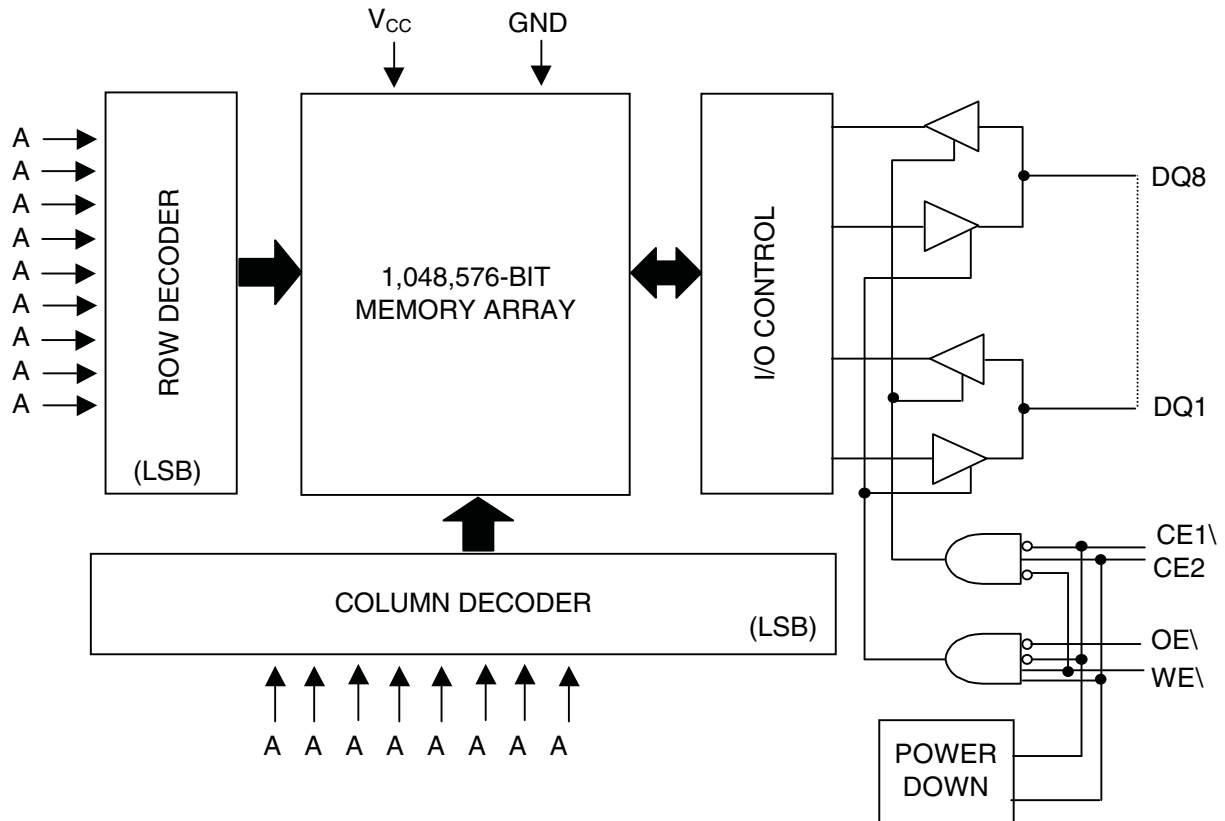 V_CC
GND
A
A
A
A
A
A
A
A
A
ROW DECODER
(LSB)
1,048,576-BIT
MEMORY ARRAY
I/O CONTROL
DQ8
DQ1
CE1\
CE2
OE\
WE\
COLUMN DECODER
(LSB)
A A A A A A A A
POWER
DOWN